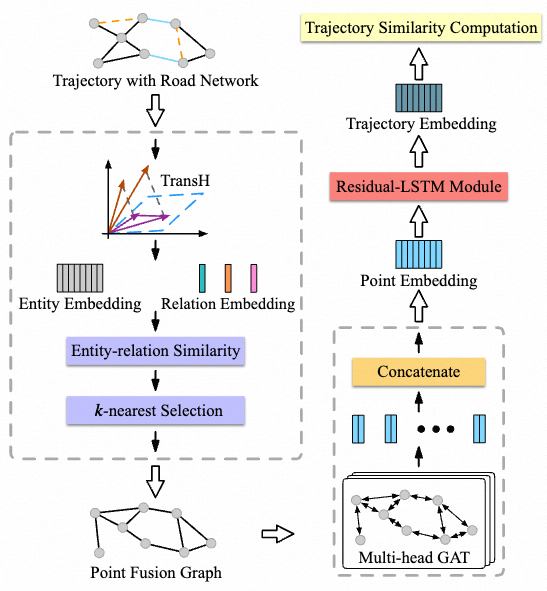 Trajectory with Road Network
TransH
Entity Embedding
Relation Embedding
Entity-relation Similarity
k-nearest Selection
Point Fusion Graph
Trajectory Similarity Computation
Trajectory Embedding
Residual-LSTM Module
Point Embedding
Concatenate
Multi-head GAT